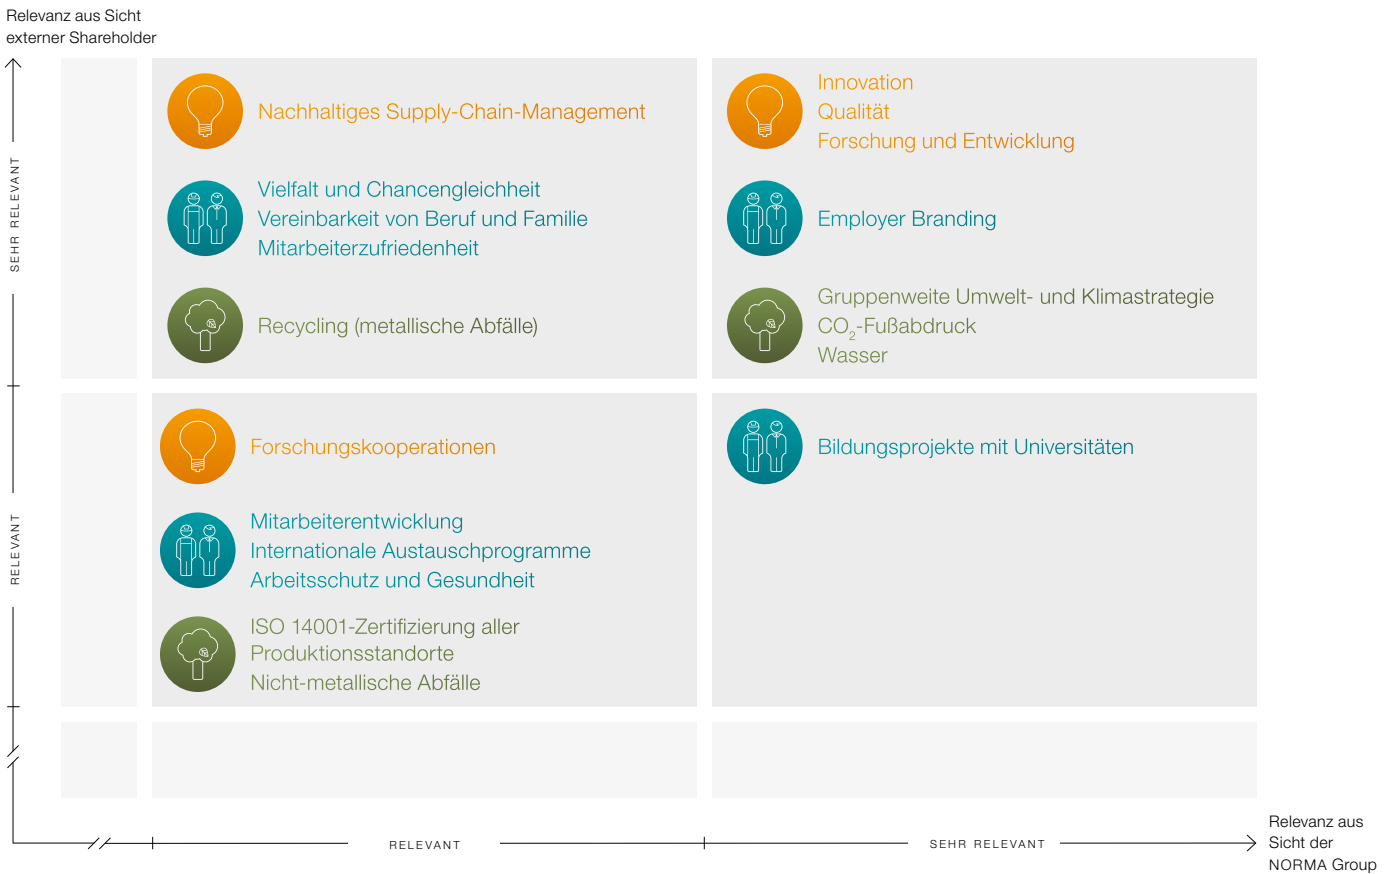 Relevanz aus Sicht
externer Shareholder
SEHR RELEVANT
Nachhaltiges Supply-Chain-Management
Vielfalt und Chancengleichheit
Vereinbarkeit von Beruf und Familie
Mitarbeiterzufriedenheit
Recycling (metallische Abfälle)
Innovation
Qualität
Forschung und Entwicklung
Employer Branding
Gruppenweite Umwelt- und Klimastrategie
CO₂-Fußabdruck
Wasser
RELEVANT
Forschungskooperationen
Mitarbeiterentwicklung
Internationale Austauschprogramme
Arbeitsschutz und Gesundheit
ISO 14001-Zertifizierung aller
Produktionsstandorte
Nicht-metallische Abfälle
Bildungsprojekte mit Universitäten
RELEVANT
SEHR RELEVANT
Relevanz aus
Sicht der
NORMA Group